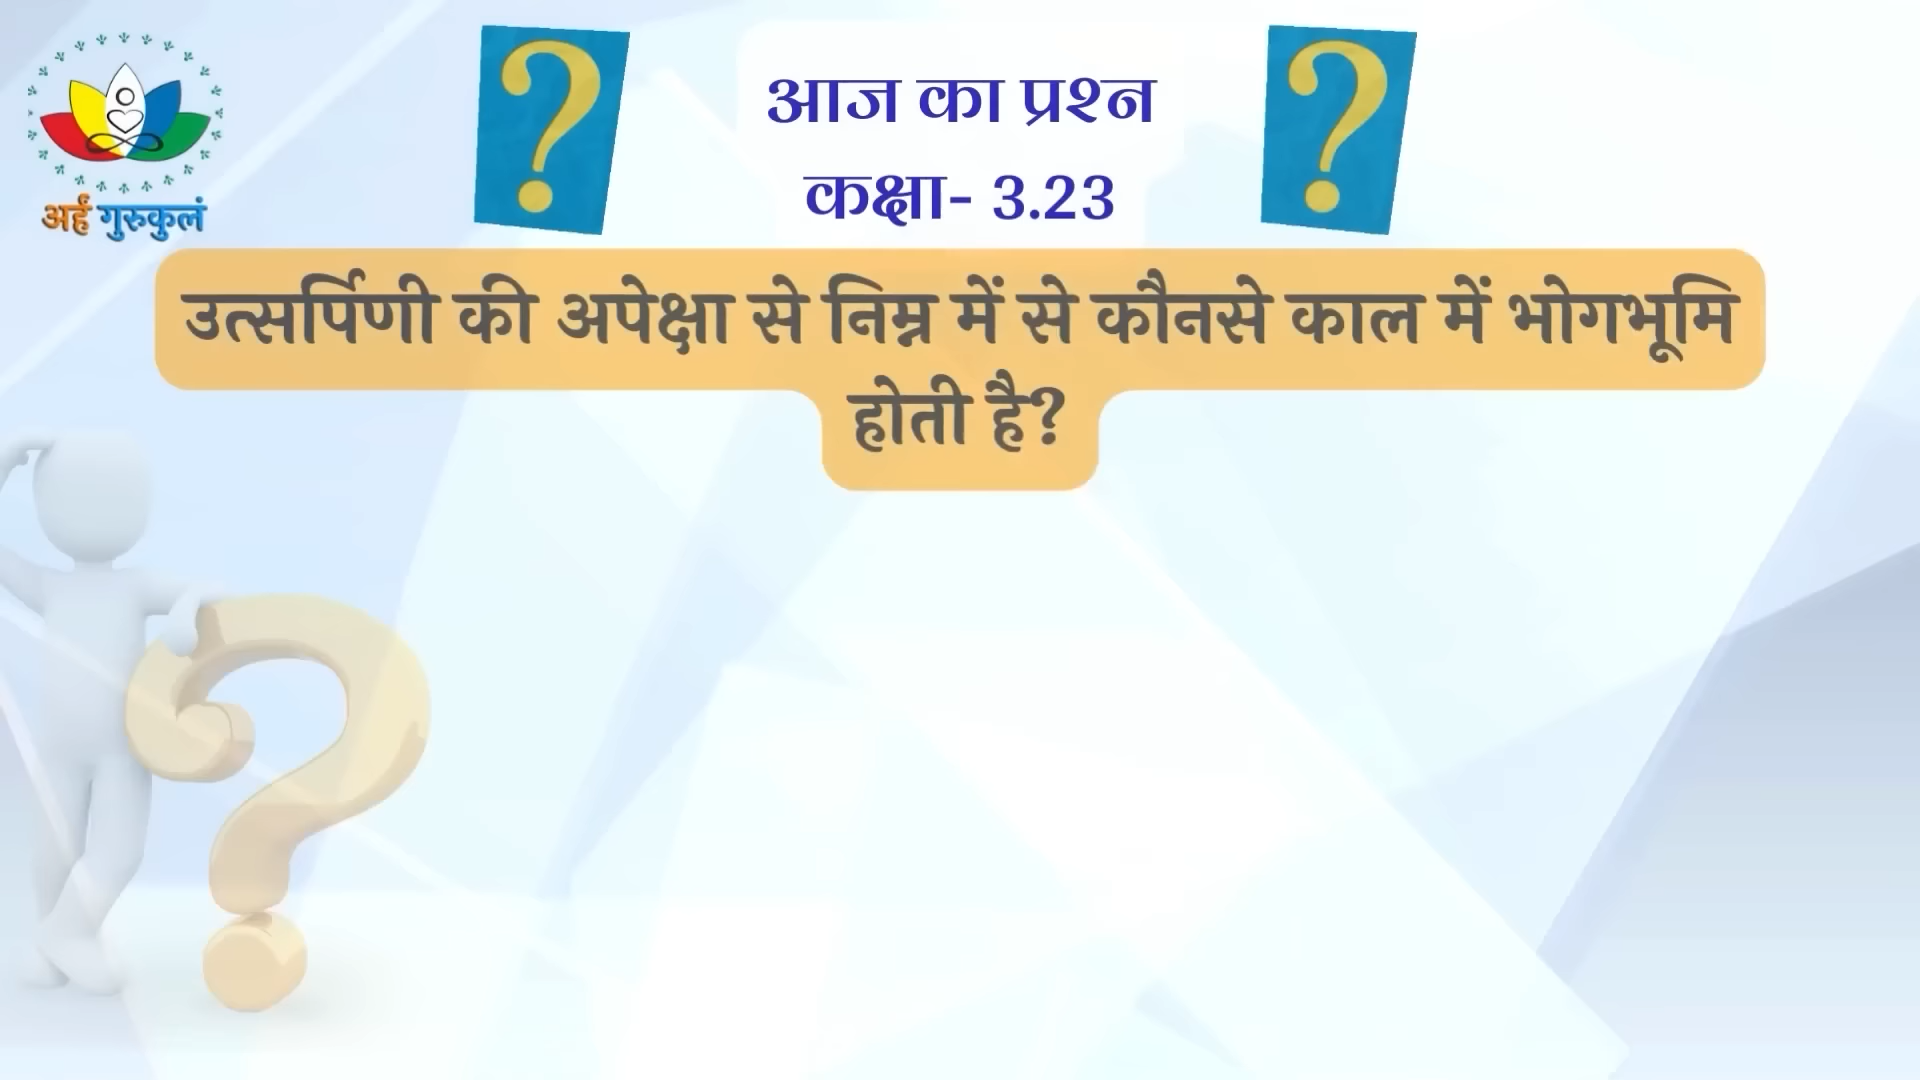 अर्हं गुरुकुलं
आज का प्रश्न
कक्षा- 3.23
उत्सर्पिणी की अपेक्षा से निम्न में से कौनसे काल में भोगभूमि
होती है?